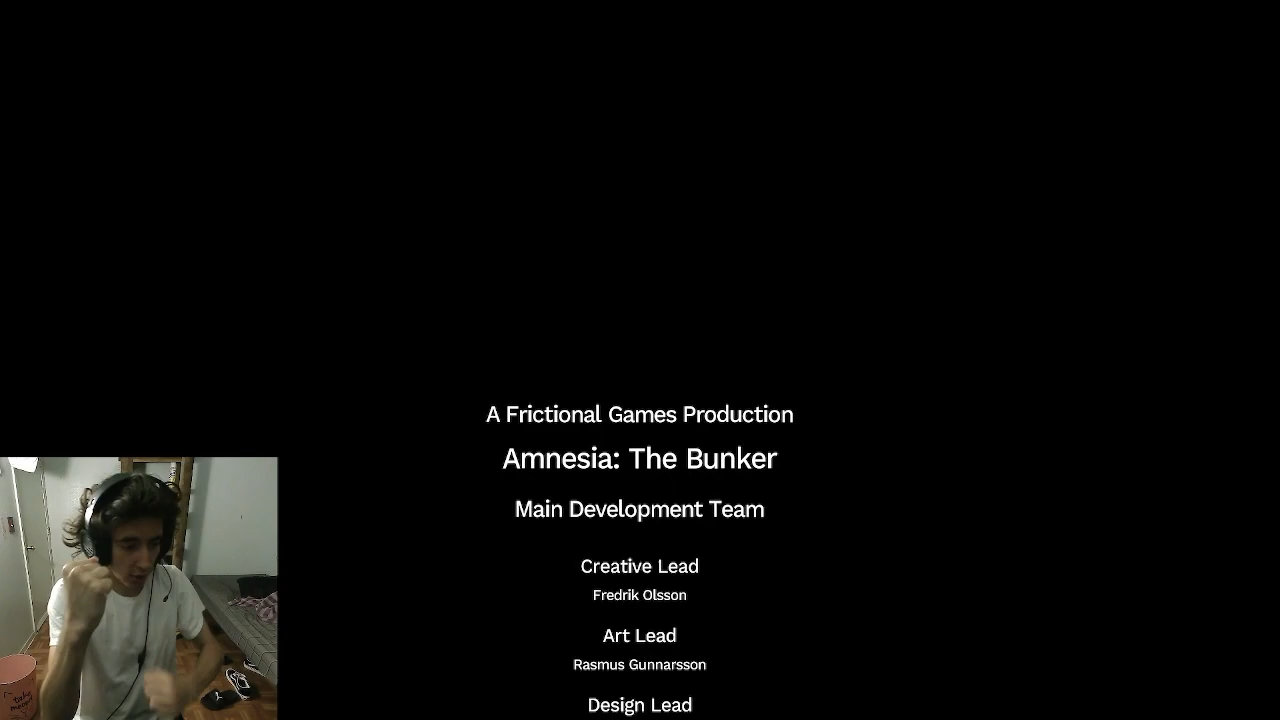 A Frictional Games Production
Amnesia: The Bunker
Main Development Team
Creative Lead
Fredrik Olsson
Art Lead
Rasmus Gunnarsson
Design Lead